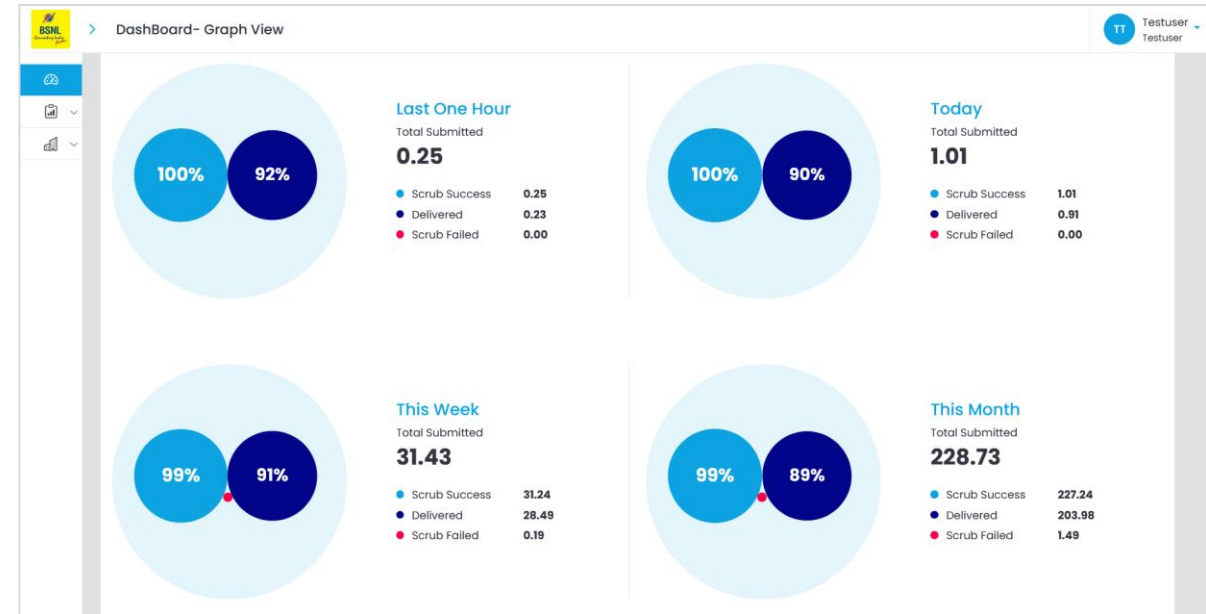 BSNL
DashBoard- Graph View
TT
Testuser
Testuser
100%
92%
Last One Hour
Total Submitted
0.25
Scrub Success 0.25
Delivered 0.23
Scrub Failed 0.00
100%
90%
Today
Total Submitted
1.01
Scrub Success 1.01
Delivered 0.91
Scrub Failed 0.00
99%
91%
This Week
Total Submitted
31.43
Scrub Success 31.24
Delivered 28.49
Scrub Failed 0.19
99%
89%
This Month
Total Submitted
228.73
Scrub Success 227.24
Delivered 203.98
Scrub Failed 1.49